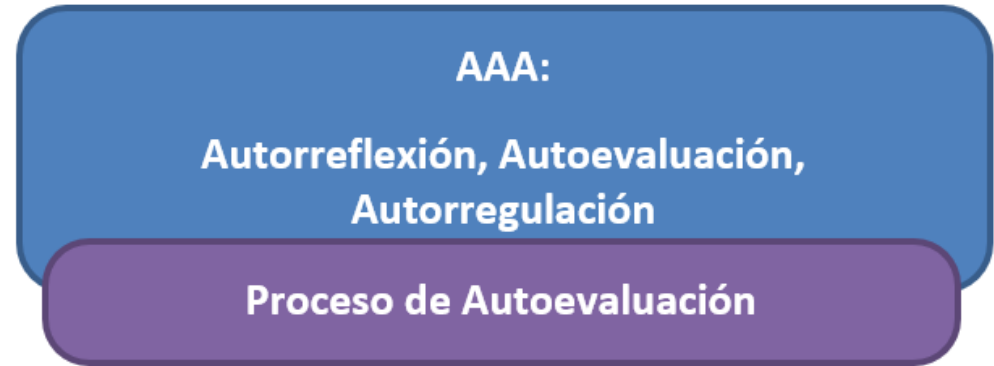 AAA:
Autorreflexión, Autoevaluación,
Autorregulación
Proceso de Autoevaluación